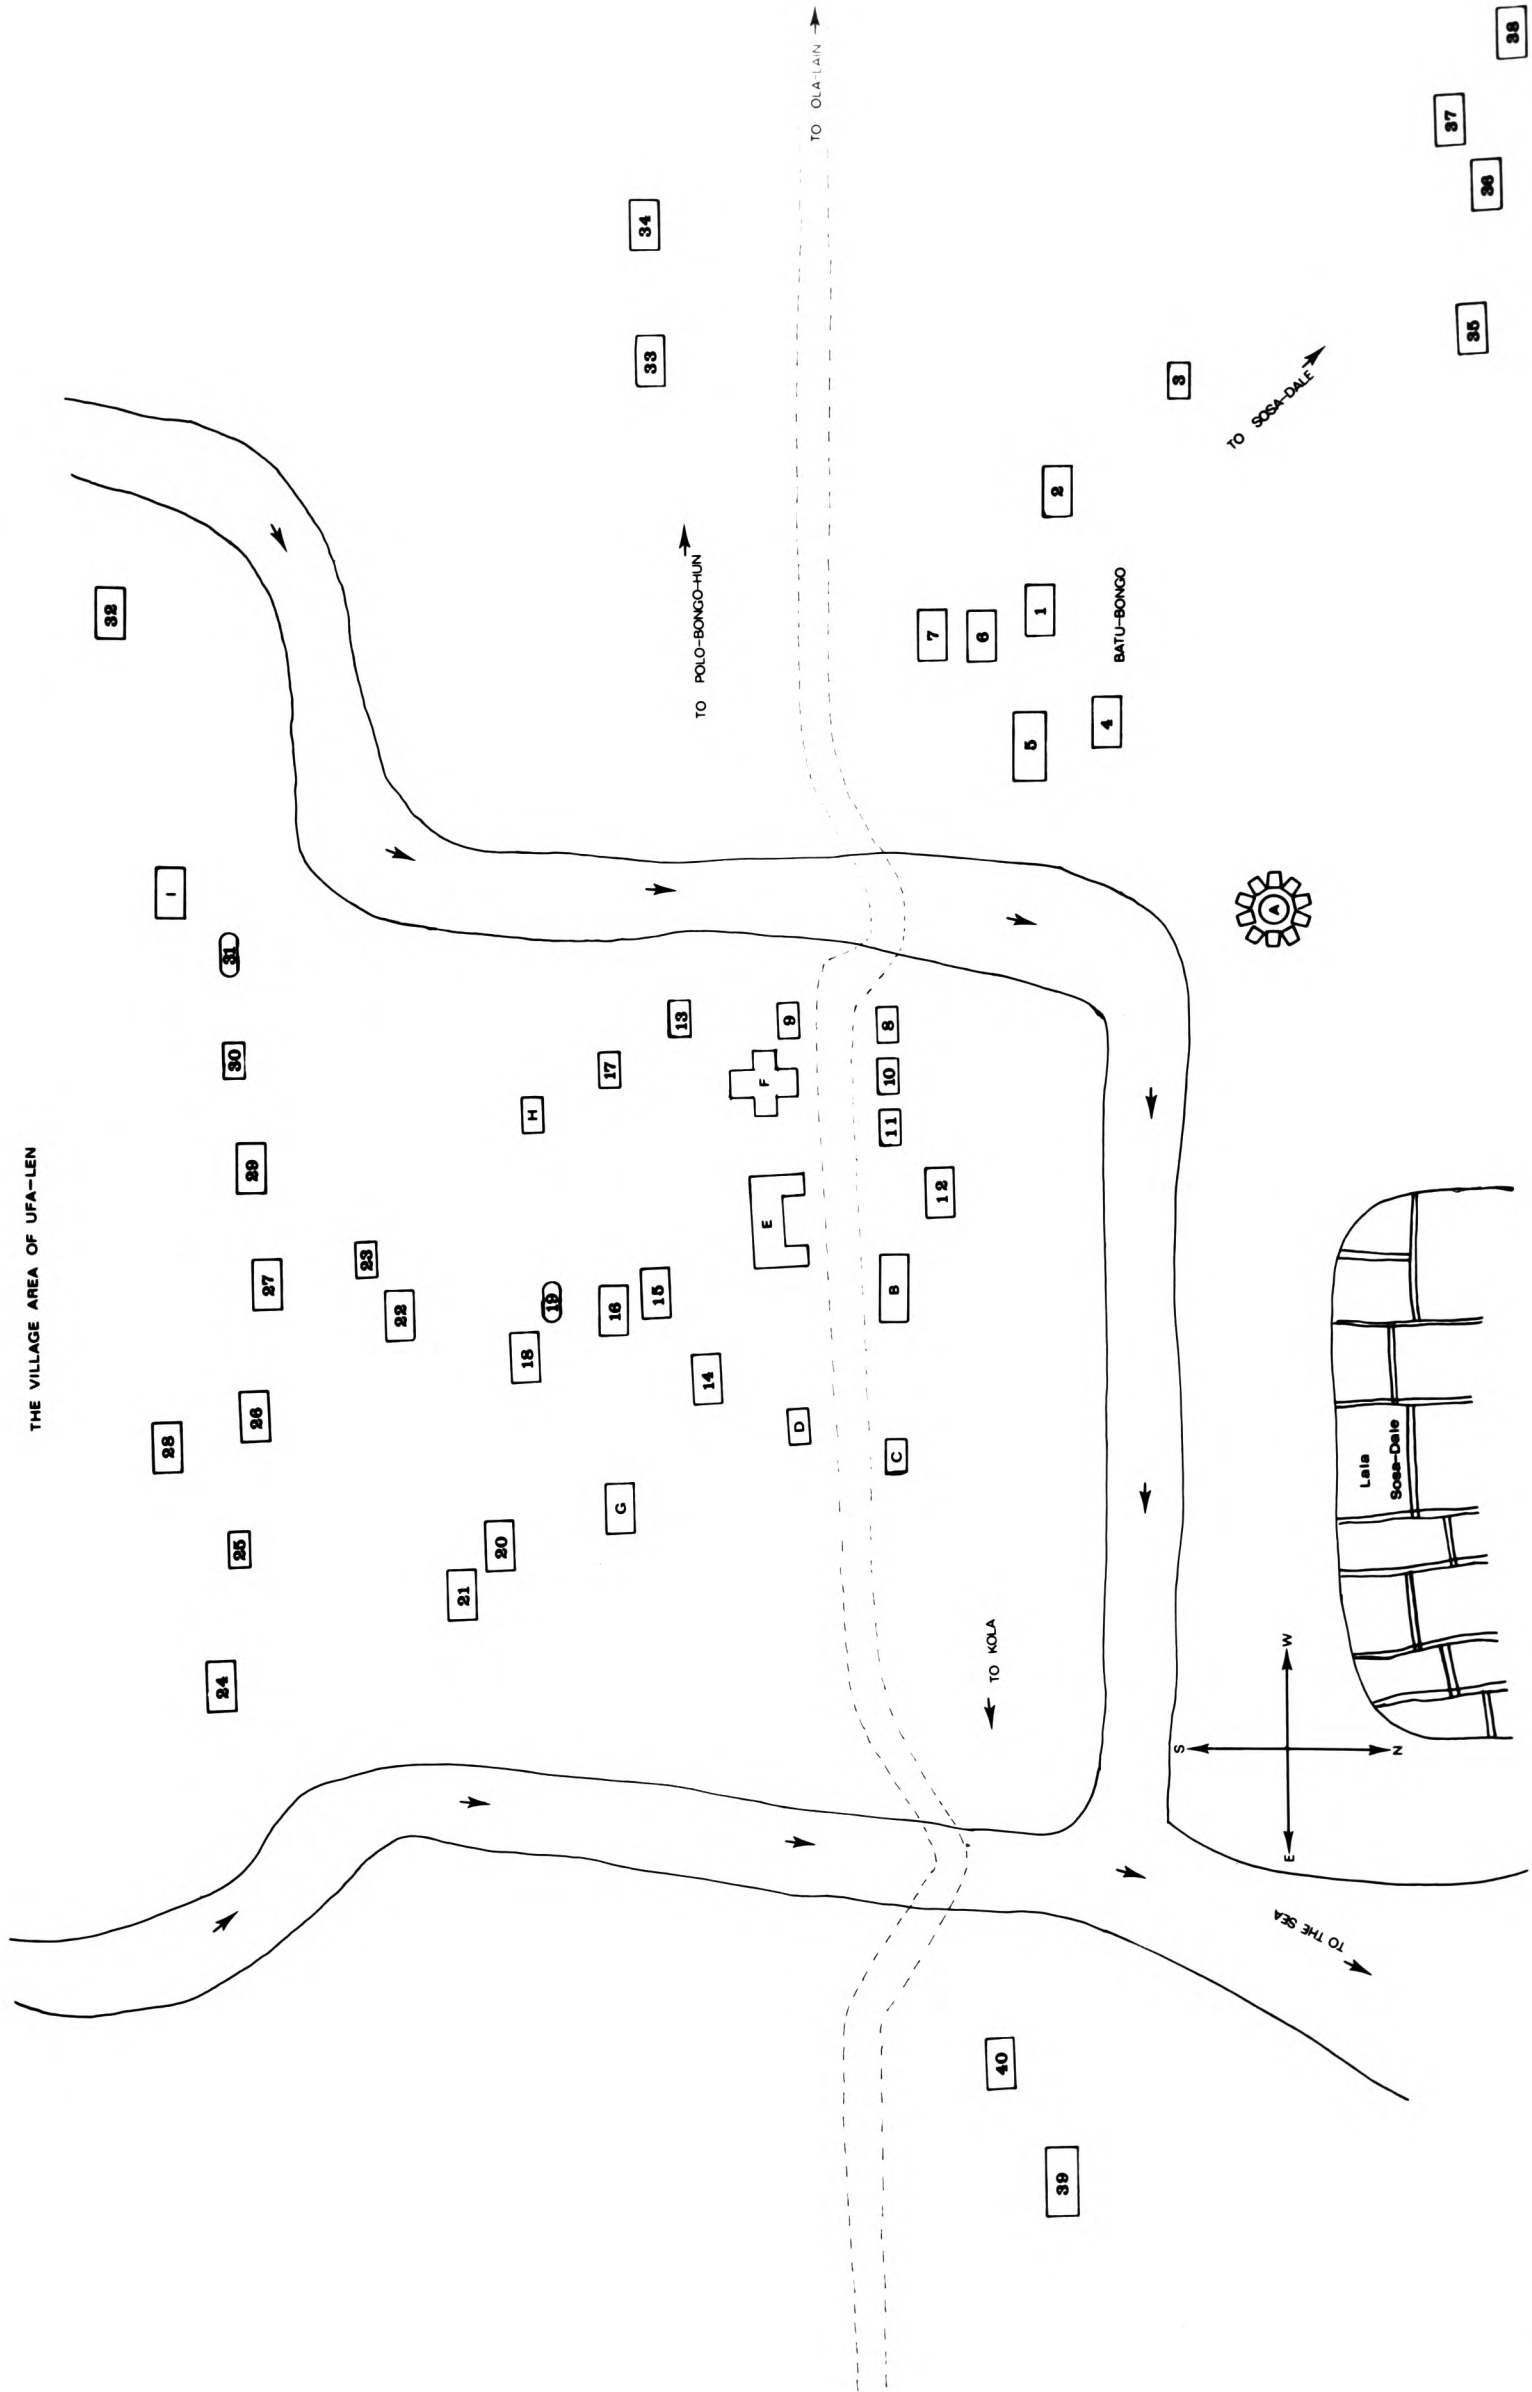 THE VILLAGE AREA OF UFA-LEN
24
25
28
26
27
29
30
31
I
32
21
20
22
23
18
19
H
G
16
15
17
14
13
D
E
F
9
33
34
TO POLO-BONGO-HUN
TO OLA-LAIN
C
B
11
10
8
12
TO KOLA
7
6
1
5
2
4
BATU-BONGO
3
TO SOSA-DALE
40
39
A
S
E
W
N
TO THE SEA
Lala
Sosa-Dale
35
37
36
38